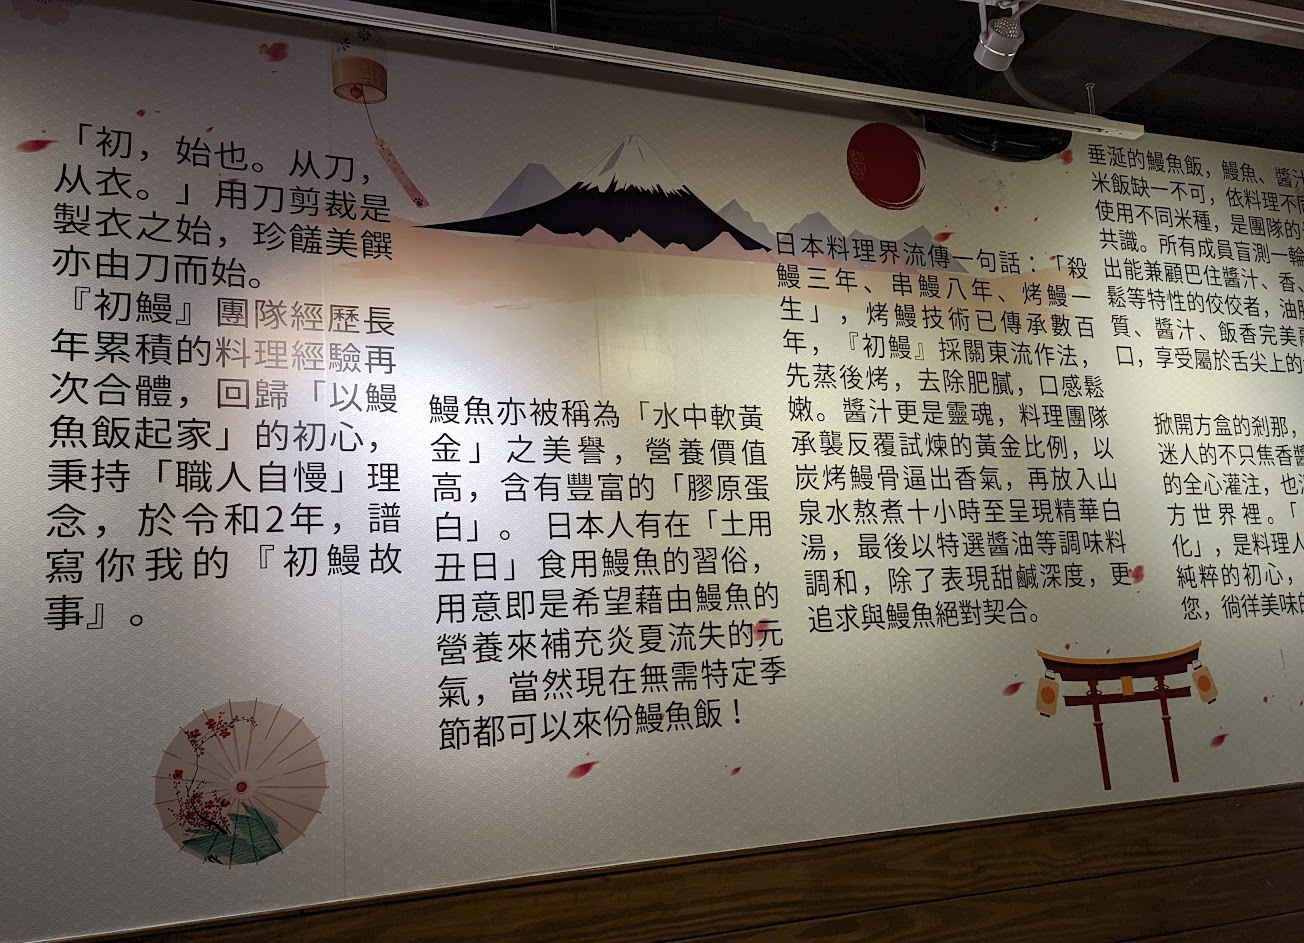 「初，始也。从刀，
从衣。」用刀剪裁是
製衣之始，珍饈美饌
亦由刀而始。
『初鰻』團隊經歷長
年累積的料理經驗再
次合體，回歸「以鰻
魚飯起家」的初心，
秉持「職人自慢」理
念，於令和2年，譜
寫你我的『初鰻故
事』。
鰻魚亦被稱為「水中軟黃
金」之美譽，營養價值
高，含有豐富的「膠原蛋
白」。 日本人有在「土用
丑日」食用鰻魚的習俗，
用意即是希望藉由鰻魚的
營養來補充炎夏流失的元
氣，當然現在無需特定季
節都可以來份鰻魚飯！
日本料理界流傳一句話：「殺
鰻三年、串鰻八年、烤鰻一
生」，烤鰻技術已傳承數百
年，『初鰻』採關東流作法，
先蒸後烤，去除肥膩，口感鬆
嫩。醬汁更是靈魂，料理團隊
承襲反覆試煉的黃金比例，以
炭烤鰻骨逼出香氣，再放入山
泉水熬煮十小時至呈現精華白
湯，最後以特選醬油等調味料
調和，除了表現甜鹹深度，更
追求與鰻魚絕對契合。
垂涎的鰻魚飯，鰻魚、醬汁
米飯缺一不可，依料理不同
使用不同米種，是團隊的
共識。所有成員盲測一輪
出能兼顧巴住醬汁、香、
鬆等特性的佼佼者，油脂
質、醬汁、飯香完美
口，享受屬於舌尖上的
掀開方盒的剎那，
迷人的不只焦香醬
的全心灌注，也
方世界裡。「
化」，是料理人
純粹的初心，
您，徜徉美味的